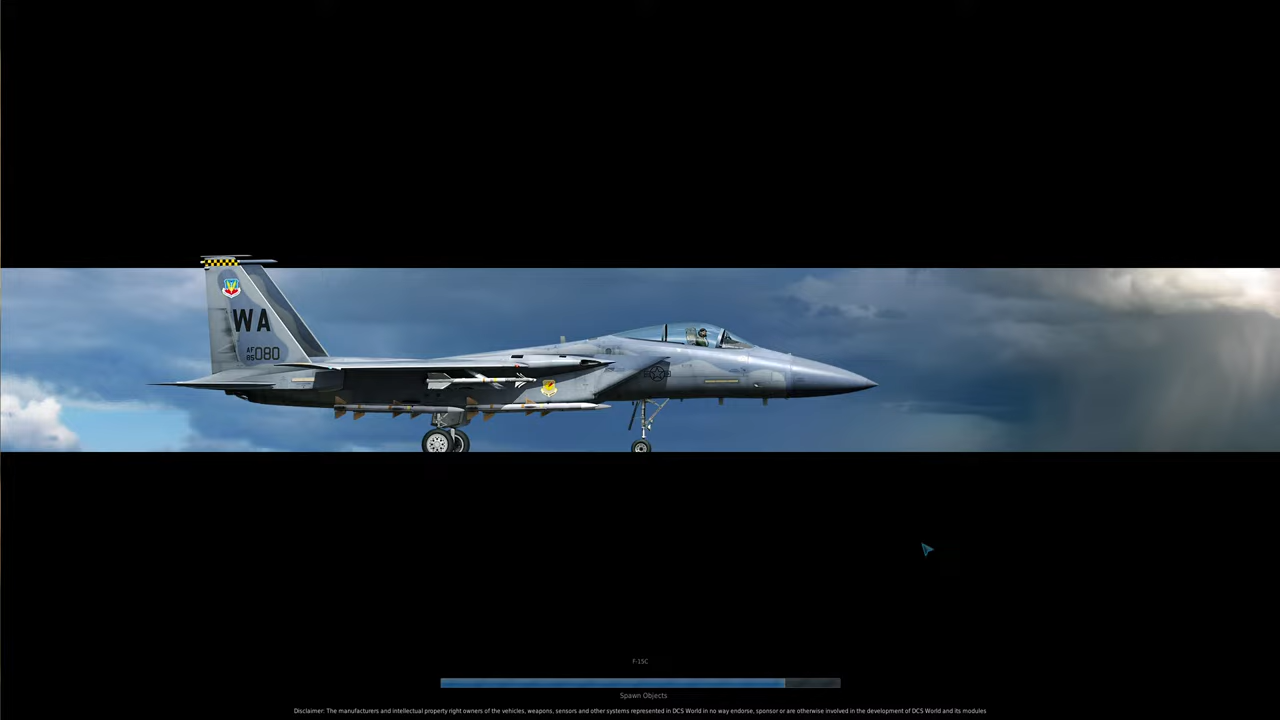 WA
AF
85 080
F-15C
Spawn Objects
Disclaimer: The manufacturers and intellectual property right owners of the vehicles, weapons, sensors and other systems represented in DCS World in no way endorse, sponsor or are otherwise involved in the development of DCS World and its modules